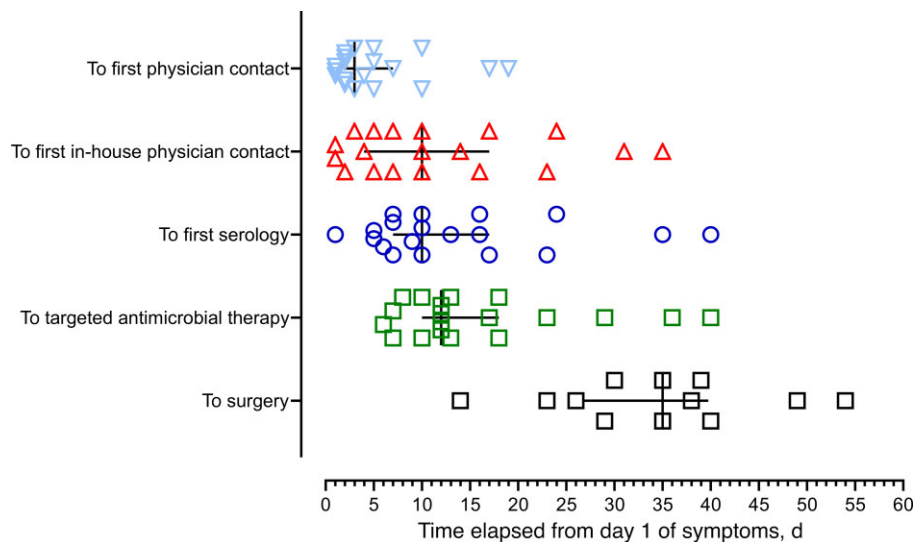 To first physician contact
To first in-house physician contact
To first serology
To targeted antimicrobial therapy
To surgery
0 5 10 15 20 25 30 35 40 45 50 55 60
Time elapsed from day 1 of symptoms, d